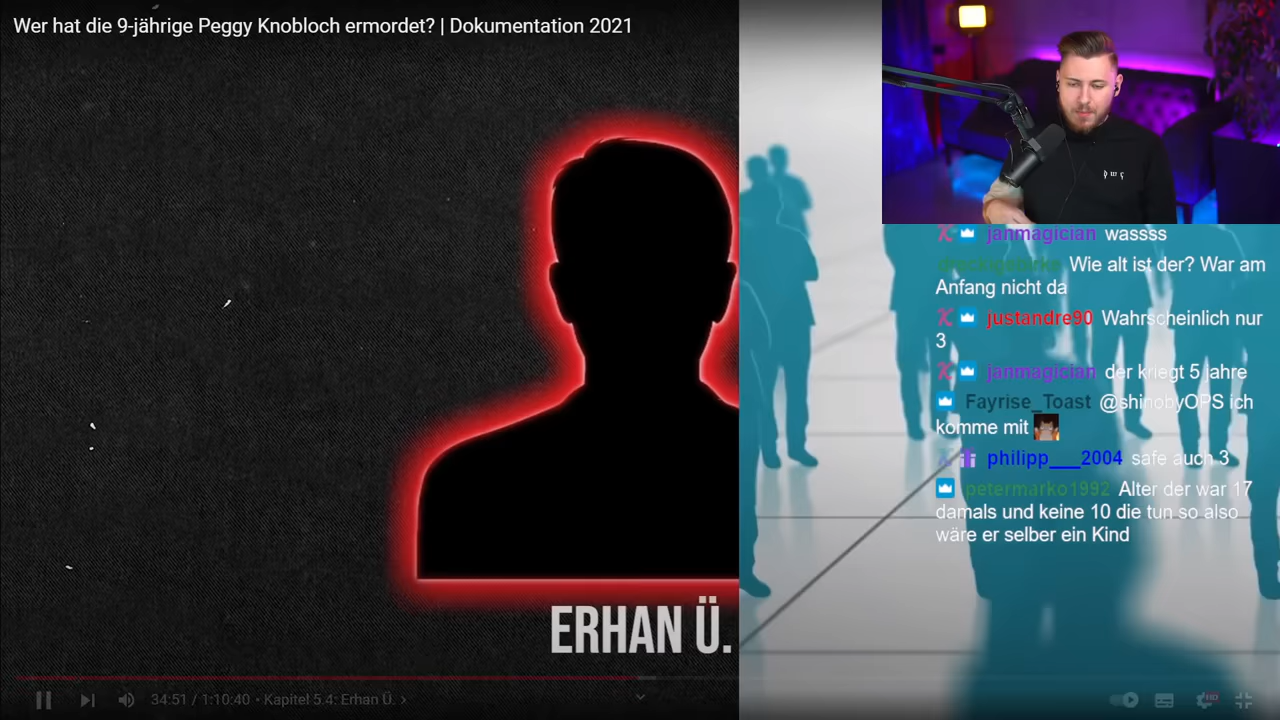 Wer hat die 9-jährige Peggy Knobloch ermordet? | Dokumentation 2021
janmagician wassss
Wie alt ist der? War am
Anfang nicht da
justandre90 Wahrscheinlich nur
3
janmagician der kriegt 5 jahre
Fayrise_Toast @shinobyOPS ich
komme mit
philipp___2004 safe auch 3
petermarko1992 Alter der war 17
damals und keine 10 die tun so also
wäre er selber ein Kind
ERHAN Ü.
34:51 / 1:10:40 • Kapitel 5.4: Erhan Ü. >
HD